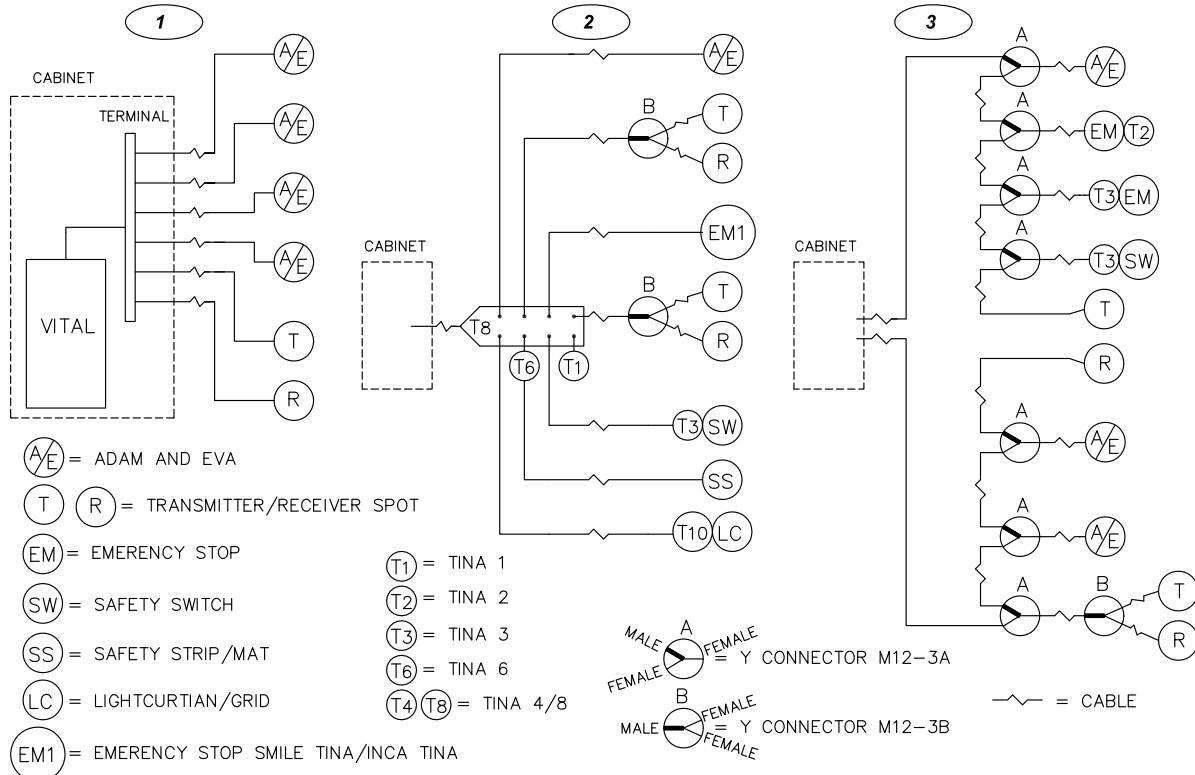 1
2
3
CABINET
TERMINAL
VITAL
A/E
A/E
A/E
A/E
T
R
A/E
B
T
R
EM1
CABINET
T8
B
T
R
T6
T1
T3 SW
SS
T10 LC
CABINET
A
A/E
A
EM T2
A
T3 EM
A
T3 SW
T
R
A
A/E
A
A/E
A
B
T
R
A/E = ADAM AND EVA
T R = TRANSMITTER/RECEIVER SPOT
EM = EMERENCY STOP
SW = SAFETY SWITCH
SS = SAFETY STRIP/MAT
LC = LIGHTCURTIAN/GRID
EM1 = EMERENCY STOP SMILE TINA/INCA TINA
T1 = TINA 1
T2 = TINA 2
T3 = TINA 3
T6 = TINA 6
T4 T8 = TINA 4/8
A
MALE FEMALE
FEMALE
= Y CONNECTOR M12-3A
B
MALE FEMALE
FEMALE
= Y CONNECTOR M12-3B
= CABLE